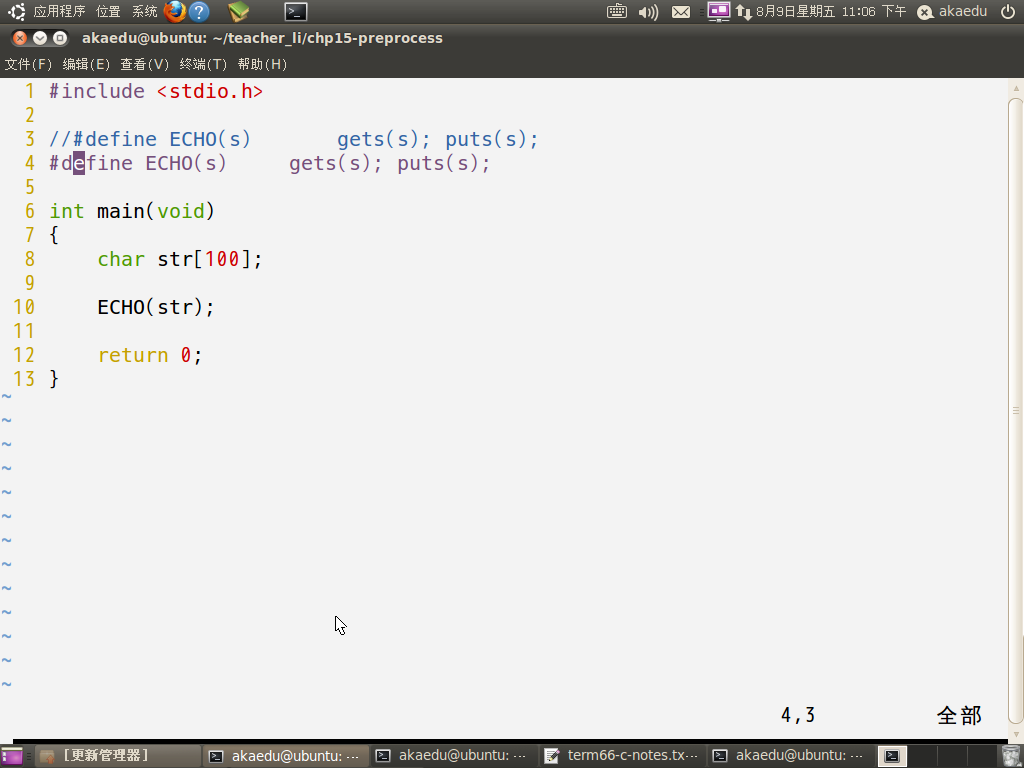 应用程序 位置 系统 8月9日星期五 11:06 下午 akaedu
akaedu@ubuntu: ~/teacher_li/chp15-preprocess
文件(F) 编辑(E) 查看(V) 终端(T) 帮助(H)
1 #include <stdio.h>
2
3 //#define ECHO(s)       gets(s); puts(s);
4 #define ECHO(s)     gets(s); puts(s);
5
6 int main(void)
7 {
8     char str[100];
9
10     ECHO(str);
11
12     return 0;
13 }
~
~
~
~
~
~
~
~
~
~
~
~
~
4,3 全部
[更新管理器] akaedu@ubuntu: ... akaedu@ubuntu: ... term66-c-notes.tx... akaedu@ubuntu: ...